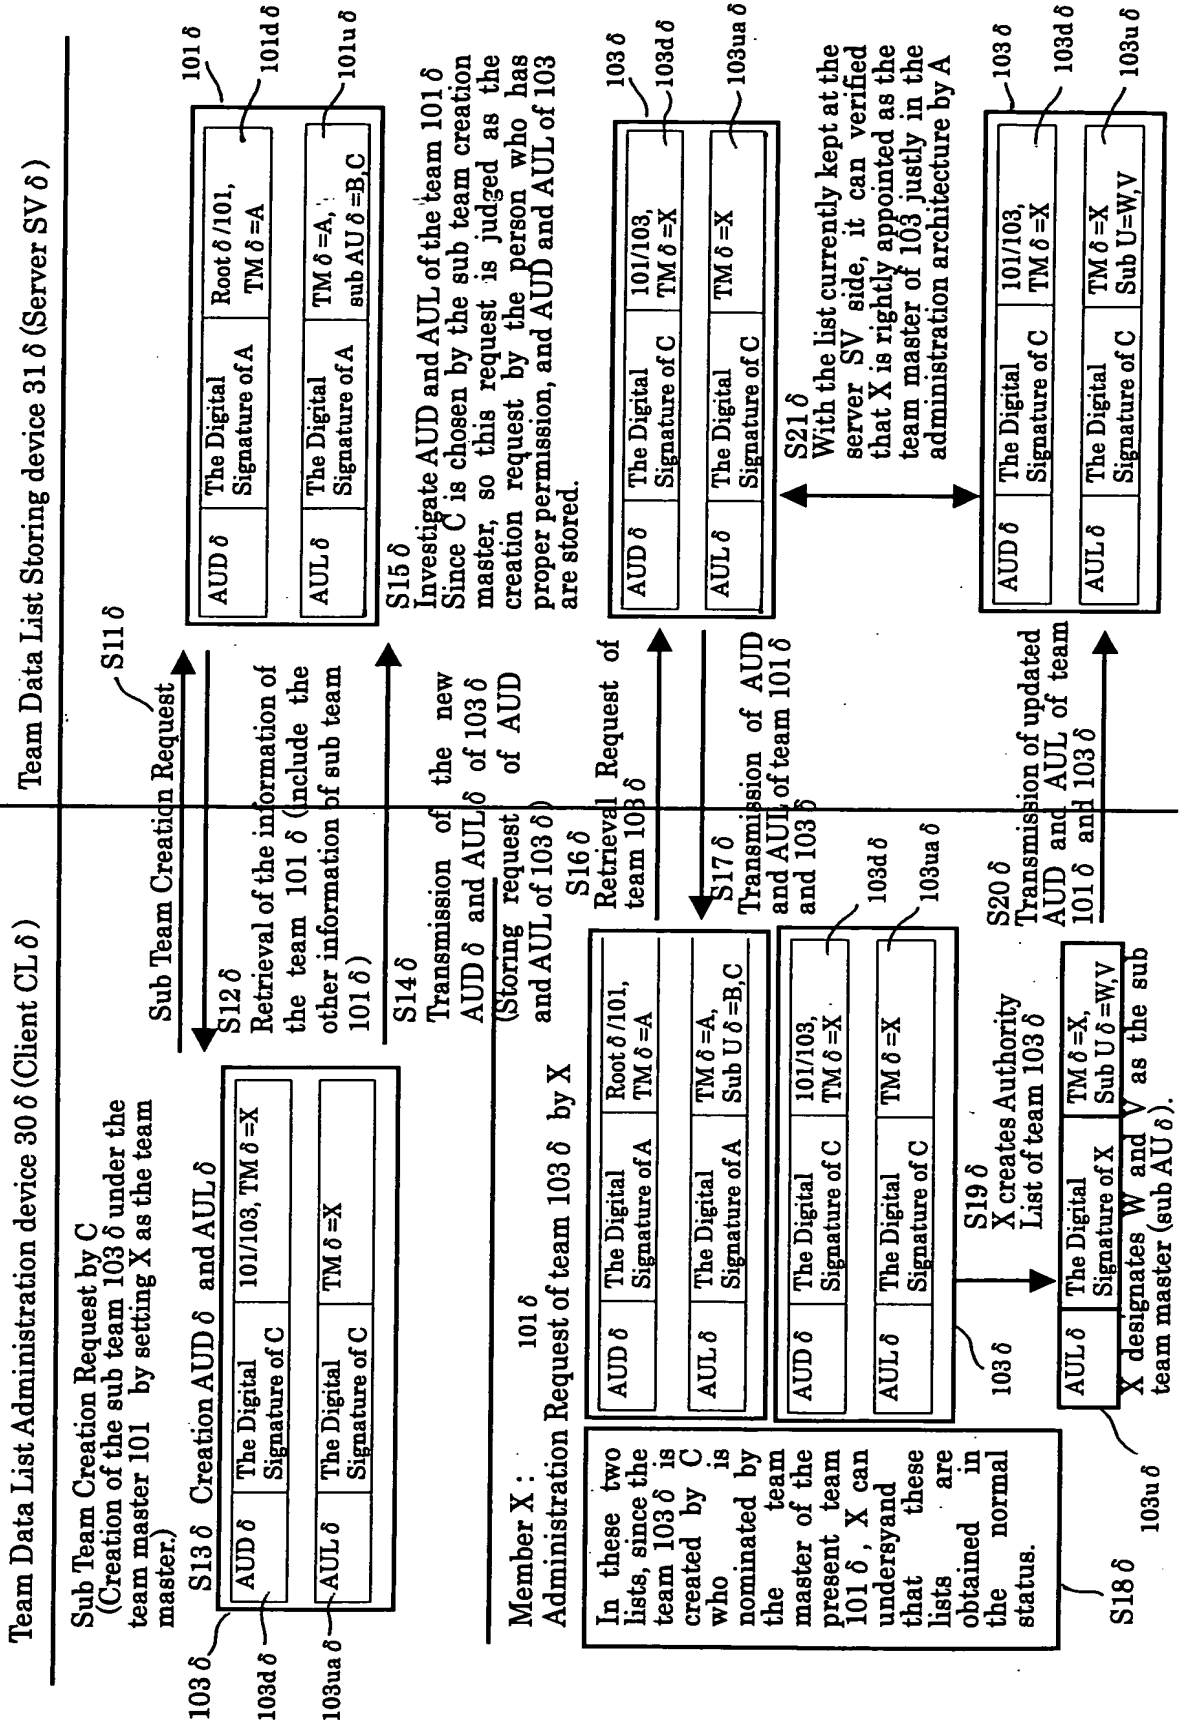 Team Data List Administration device 30δ (Client CLδ)
Team Data List Storing device 31δ (Server SVδ)
Sub Team Creation Request by C
(Creation of the sub team 103δ under the
team master 101 by setting X as the team
master.)
Sub Team Creation Request
S11δ
S12δ
Retrieval of the information of
the team 101δ (include the
other information of sub team
101δ)
S13δ Creation AUDδ and AULδ
103δ
103dδ
103uaδ
AUDδ
The Digital
Signature of C
101/103, TMδ=X
AULδ
The Digital
Signature of C
TMδ=X
S14δ
Transmission of the new
AUDδ and AULδ of 103δ
(Storing request of AUD
and AUL of 103δ)
101δ
101dδ
101uδ
AUDδ
The Digital
Signature of A
Rootδ/101,
TMδ=A
AULδ
The Digital
Signature of A
TMδ=A,
sub AUδ=B,C
S15δ
Investigate AUD and AUL of the team 101δ
Since C is chosen by the sub team creation
master, so this request is judged as the
creation request by the person who has
proper permission, and AUD and AUL of 103
are stored.
Member X :
Administration Request of team 103δ by X
S16δ
Retrieval Request of
team 103δ
S17δ
Transmission of AUD
and AUL of team 101δ
and 103δ
103δ
103dδ
103uaδ
AUDδ
The Digital
Signature of C
101/103,
TMδ=X
AULδ
The Digital
Signature of C
TMδ=X
In these two
lists, since the
team 103δ is
created by C
who is
nominated by
the team
master of the
present team
101δ, X can
undersyand
that these
lists are
obtained in
the normal
status.
S18δ
101δ
AUDδ
The Digital
Signature of A
Rootδ/101,
TMδ=A
AULδ
The Digital
Signature of A
TMδ=A,
Sub Uδ=B,C
AUDδ
The Digital
Signature of C
101/103,
TMδ=X
AULδ
The Digital
Signature of C
TMδ=X
103dδ
103uaδ
103δ
S19δ
X creates Authority
List of team 103δ
AULδ
The Digital
Signature of X
TMδ=X,
Sub Uδ=W,V
X designates W and V as the sub
team master (sub AUδ).
103uδ
S20δ
Transmission of updated
AUD and AUL of team
101δ and 103δ
S21δ
With the list currently kept at the
server SV side, it can verified
that X is rightly appointed as the
team master of 103 justly in the
administration architecture by A
103δ
103dδ
103uδ
AUDδ
The Digital
Signature of C
101/103,
TMδ=X
AULδ
The Digital
Signature of C
TMδ=X
Sub U=W,V